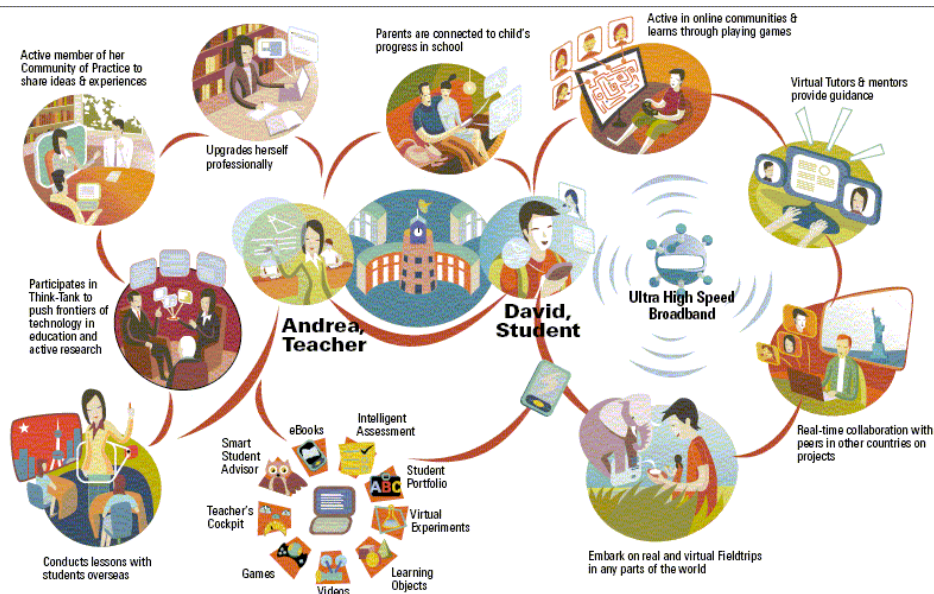 Active member of her
Community of Practice to
share ideas & experiences
Upgrades herself
professionally
Parents are connected to child's
progress in school
Active in online communities &
learns through playing games
Virtual Tutors & mentors
provide guidance
Participates in
Think-Tank to
push frontiers of
technology in
education and
active research
Andrea,
Teacher
David,
Student
Ultra High Speed
Broadband
Real-time collaboration with
peers in other countries on
projects
Conducts lessons with
students overseas
Smart
Student
Advisor
eBooks
Intelligent
Assessment
Student
Portfolio
ABC
Teacher's
Cockpit
Virtual
Experiments
Games
Videos
Learning
Objects
Embark on real and virtual Fieldtrips
in any parts of the world